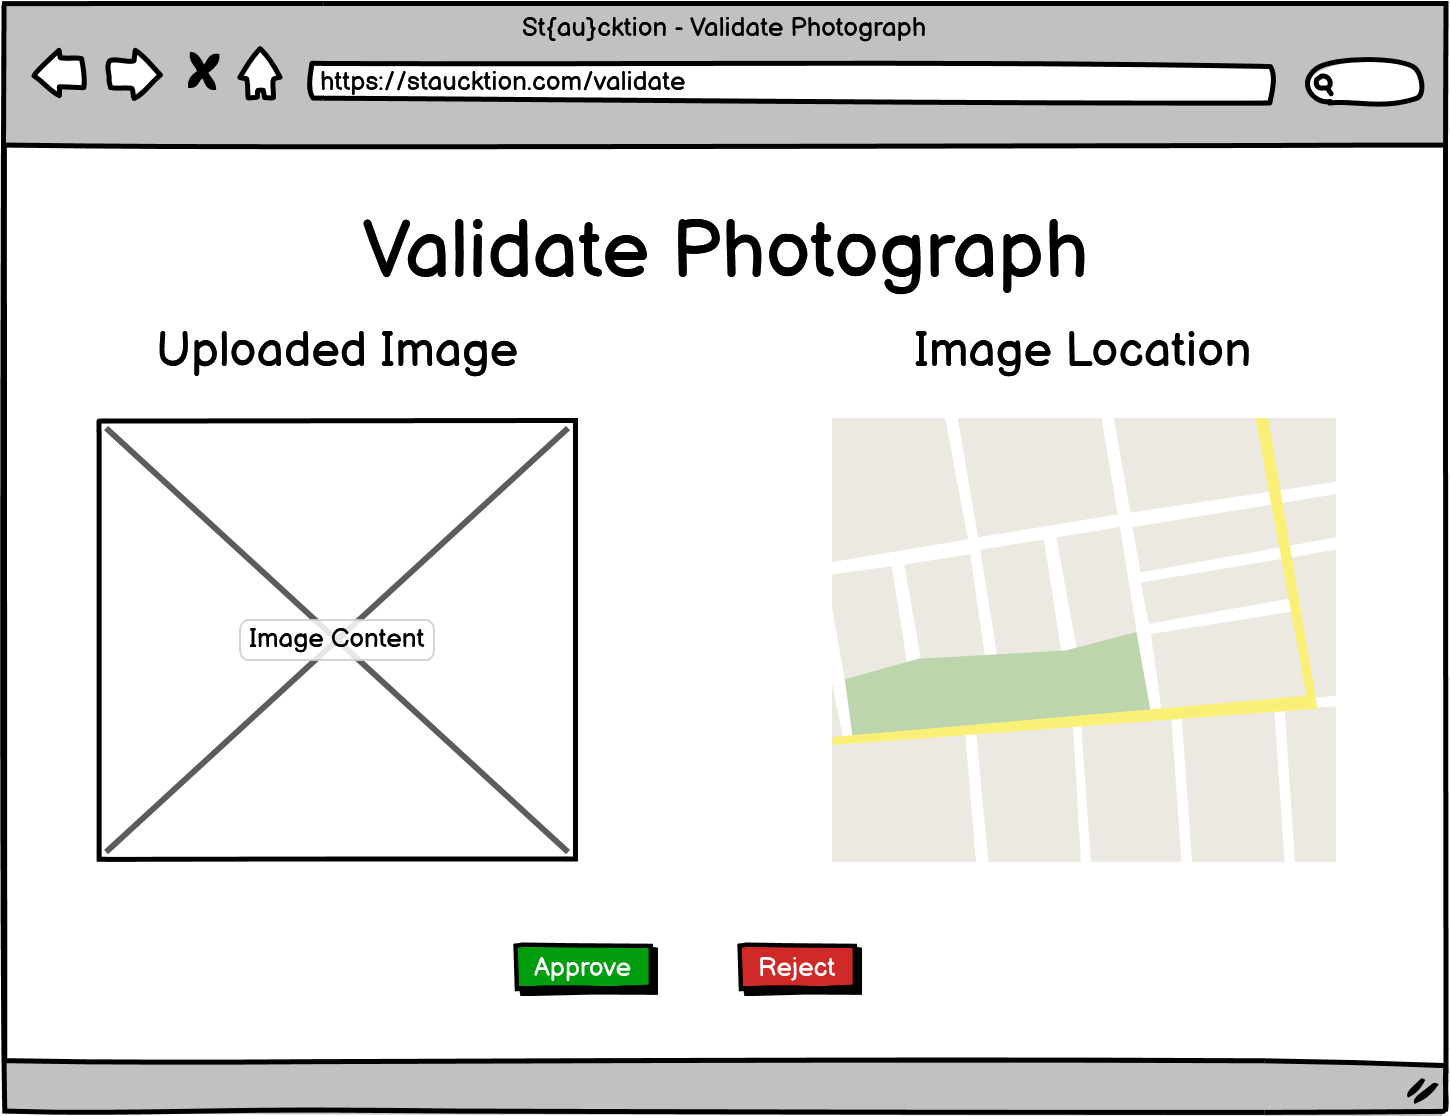 St{au}cktion - Validate Photograph
https://staucktion.com/validate
Validate Photograph
Uploaded Image
Image Location
Image Content
Approve
Reject